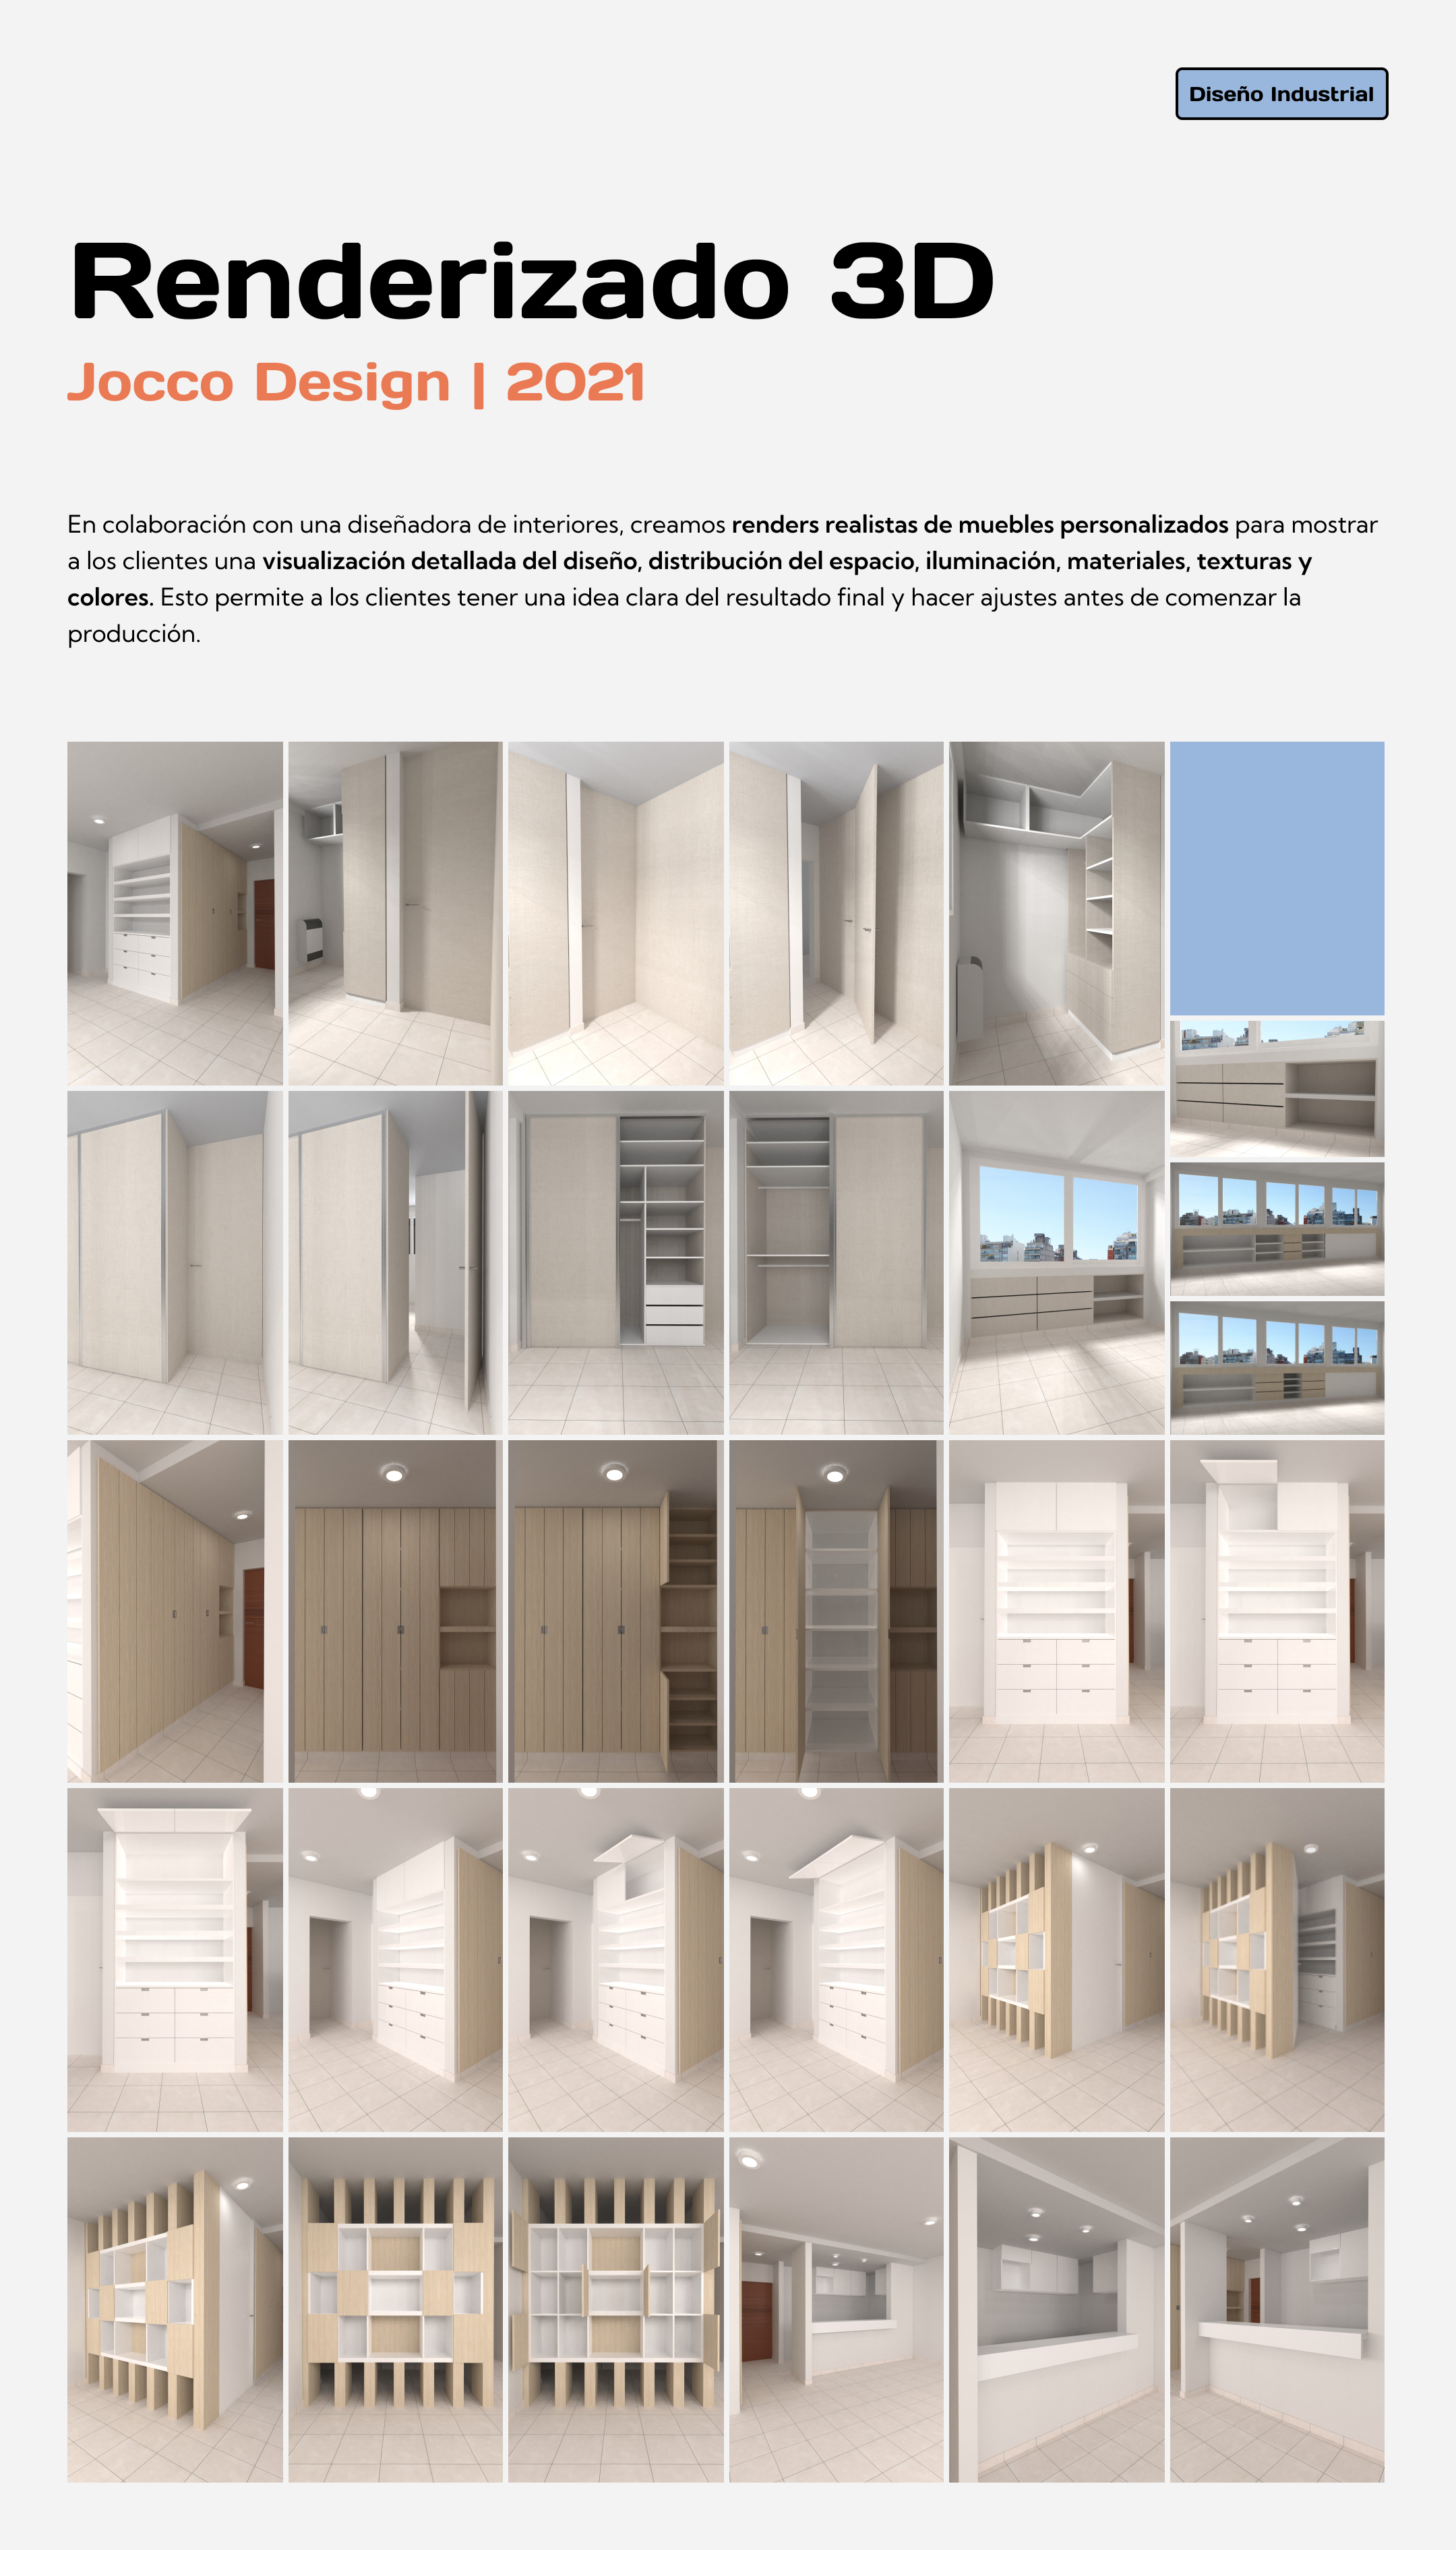 Diseño Industrial
Renderizado 3D
Jocco Design | 2021
En colaboración con una diseñadora de interiores, creamos renders realistas de muebles personalizados para mostrar
a los clientes una visualización detallada del diseño, distribución del espacio, iluminación, materiales, texturas y
colores. Esto permite a los clientes tener una idea clara del resultado final y hacer ajustes antes de comenzar la
producción.